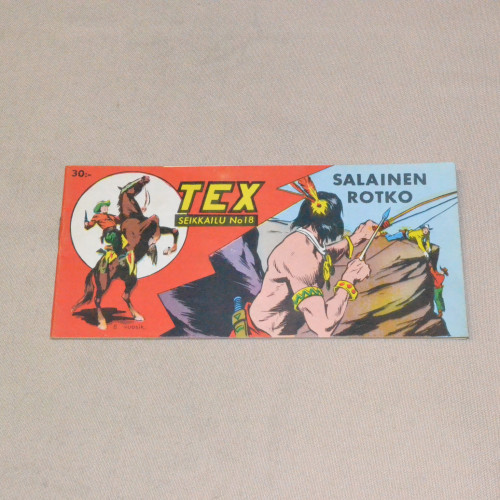 30:-
TEX
SEIKKAILU No 18
SALAINEN
ROTKO